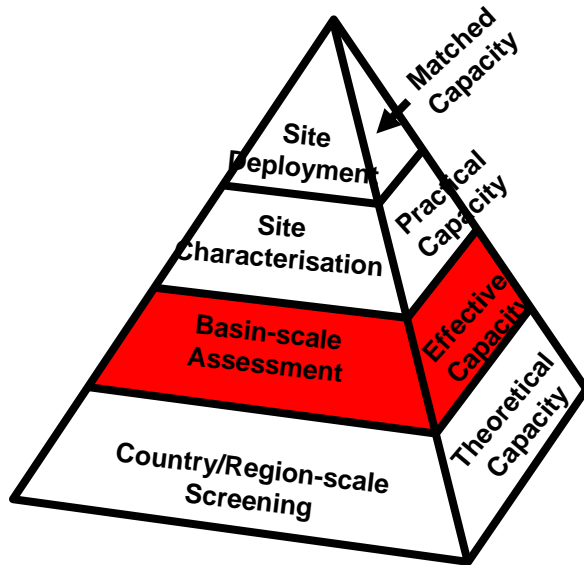 Matched
Capacity
Site
Deployment
Practical
Capacity
Site
Characterisation
Effective
Capacity
Basin-scale
Assessment
Theoretical
Capacity
Country/Region-scale
Screening